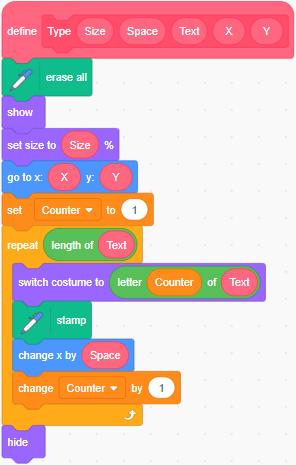 define Type Size Space Text X Y
erase all
show
set size to Size %
go to x: X y: Y
set Counter to 1
repeat length of Text
switch costume to letter Counter of Text
stamp
change x by Space
change Counter by 1
hide